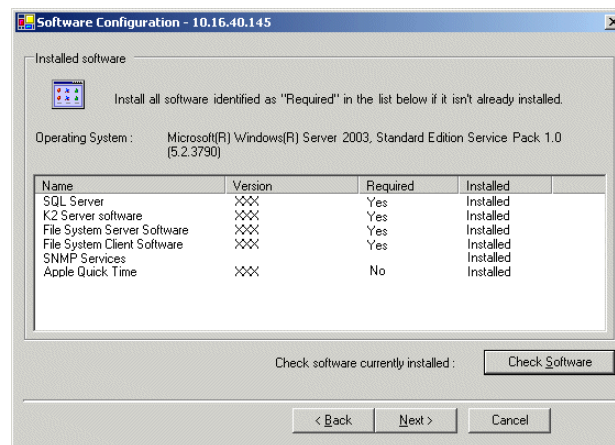 Software Configuration - 10.16.40.145
Installed software
Install all software identified as "Required" in the list below if it isn't already installed.
Operating System : Microsoft(R) Windows(R) Server 2003, Standard Edition Service Pack 1.0
(5.2.3790)
Name Version Required Installed
SQL Server XXX Yes Installed
K2 Server software XXX Yes Installed
File System Server Software XXX Yes Installed
File System Client Software XXX Yes Installed
SNMP Services Installed
Apple Quick Time XXX No Installed
Check software currently installed : Check Software
< Back Next > Cancel